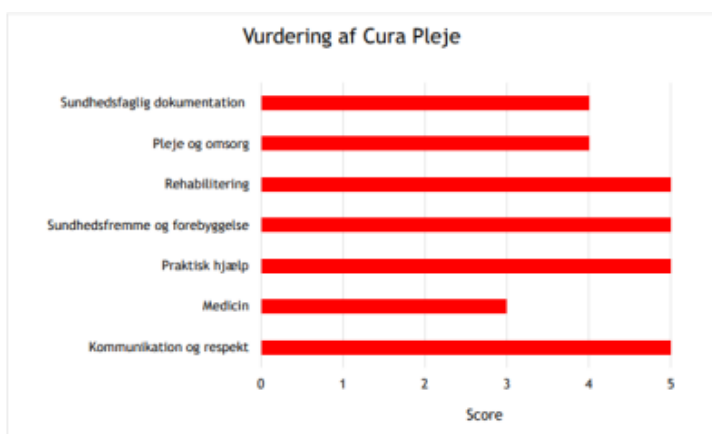 Vurdering af Cura Pleje
Sundhedsfaglig dokumentation
Pleje og omsorg
Rehabilitering
Sundhedsfremme og forebyggelse
Praktisk hjælp
Medicin
Kommunikation og respekt
0 1 2 3 4 5
Score